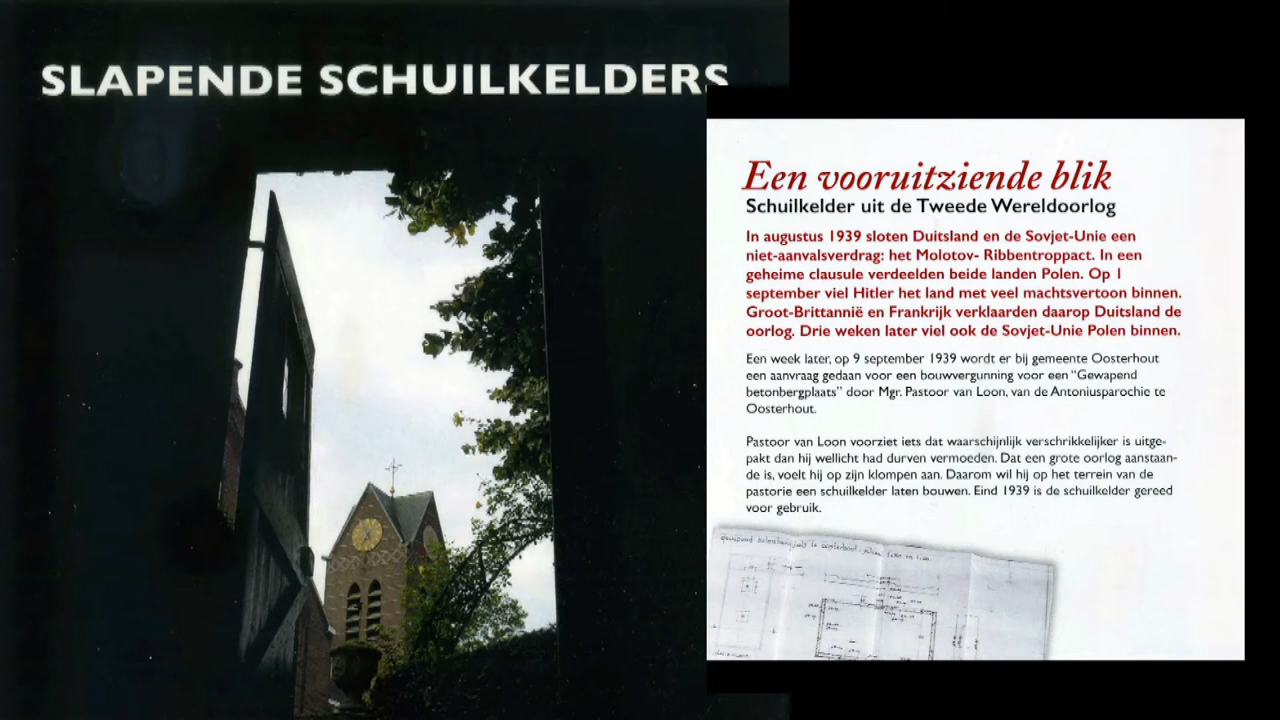 SLAPENDE SCHUILKELDERS
Een vooruitziende blik
Schuilkelder uit de Tweede Wereldoorlog
In augustus 1939 sloten Duitsland en de Sovjet-Unie een
niet-aanvalsverdrag: het Molotov- Ribbentroppact. In een
geheime clausule verdeelden beide landen Polen. Op 1
september viel Hitler het land met veel machtsvertoon binnen.
Groot-Brittannië en Frankrijk verklaarden daarop Duitsland de
oorlog. Drie weken later viel ook de Sovjet-Unie Polen binnen.
Een week later, op 9 september 1939 wordt er bij gemeente Oosterhout
een aanvraag gedaan voor een bouwvergunning voor een “Gewapend
betonbergplaats” door Mgr. Pastoor van Loon, van de Antoniusparochie te
Oosterhout.
Pastoor van Loon voorziet iets dat waarschijnlijk verschrikkelijker is uitge-
pakt dan hij wellicht had durven vermoeden. Dat een grote oorlog aanstaan-
de is, voelt hij op zijn klompen aan. Daarom wil hij op het terrein van de
pastorie een schuilkelder laten bouwen. Eind 1939 is de schuilkelder gereed
voor gebruik.